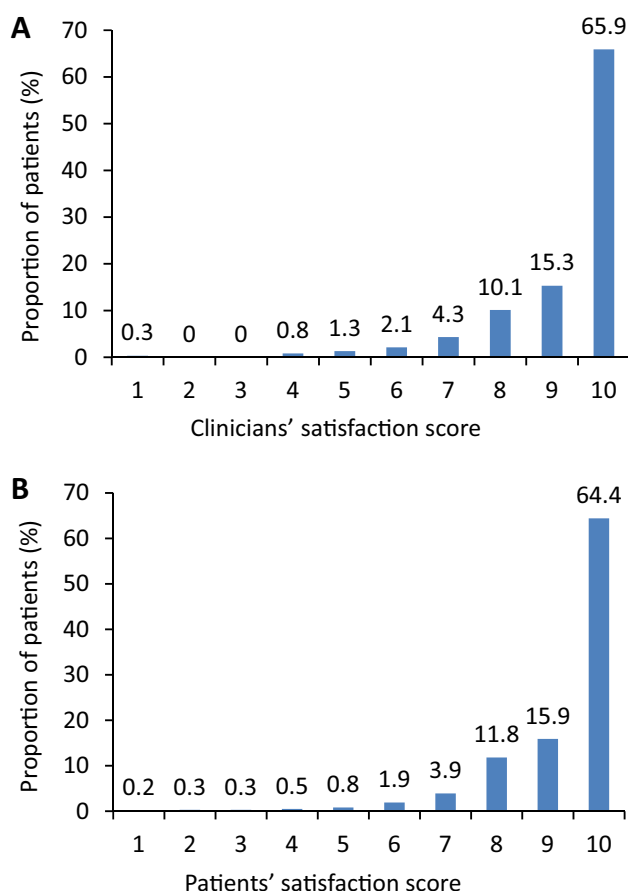 A
Proportion of patients (%)
70
60
50
40
30
20
10
0
0.3 0 0 0.8 1.3 2.1 4.3 10.1 15.3 65.9
1 2 3 4 5 6 7 8 9 10
Clinicians’ satisfaction score
B
Proportion of patients (%)
70
60
50
40
30
20
10
0
0.2 0.3 0.3 0.5 0.8 1.9 3.9 11.8 15.9 64.4
1 2 3 4 5 6 7 8 9 10
Patients’ satisfaction score